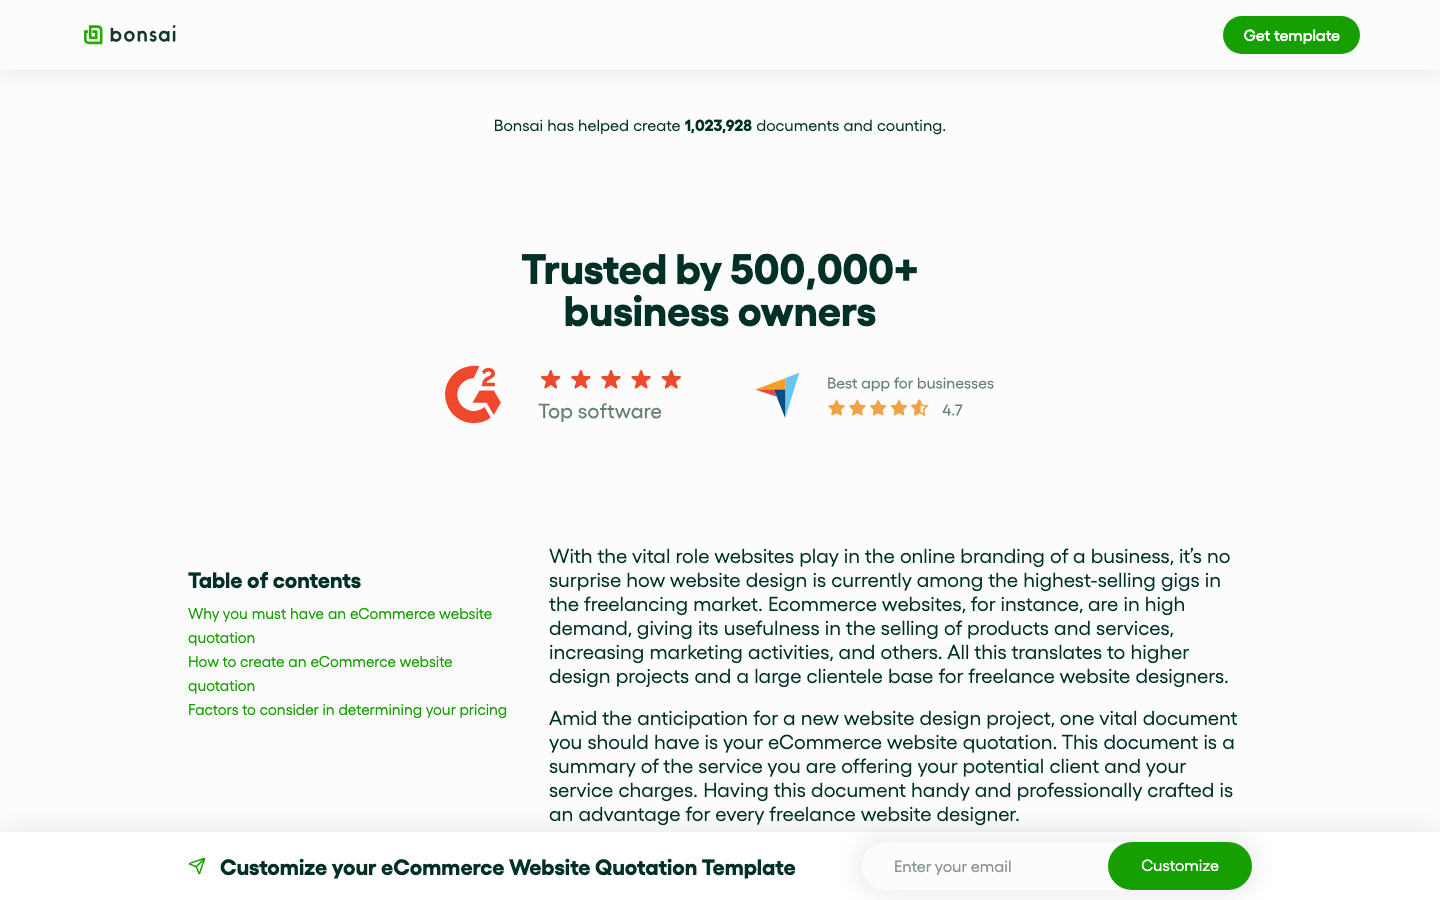 bonsai
Get template
Bonsai has helped create 1,023,928 documents and counting.
Trusted by 500,000+
business owners
G2
Top software
Best app for businesses
4.7
Table of contents
Why you must have an eCommerce website
quotation
How to create an eCommerce website
quotation
Factors to consider in determining your pricing
With the vital role websites play in the online branding of a business, it’s no
surprise how website design is currently among the highest-selling gigs in
the freelancing market. Ecommerce websites, for instance, are in high
demand, giving its usefulness in the selling of products and services,
increasing marketing activities, and others. All this translates to higher
design projects and a large clientele base for freelance website designers.
Amid the anticipation for a new website design project, one vital document
you should have is your eCommerce website quotation. This document is a
summary of the service you are offering your potential client and your
service charges. Having this document handy and professionally crafted is
an advantage for every freelance website designer.
Customize your eCommerce Website Quotation Template
Enter your email
Customize